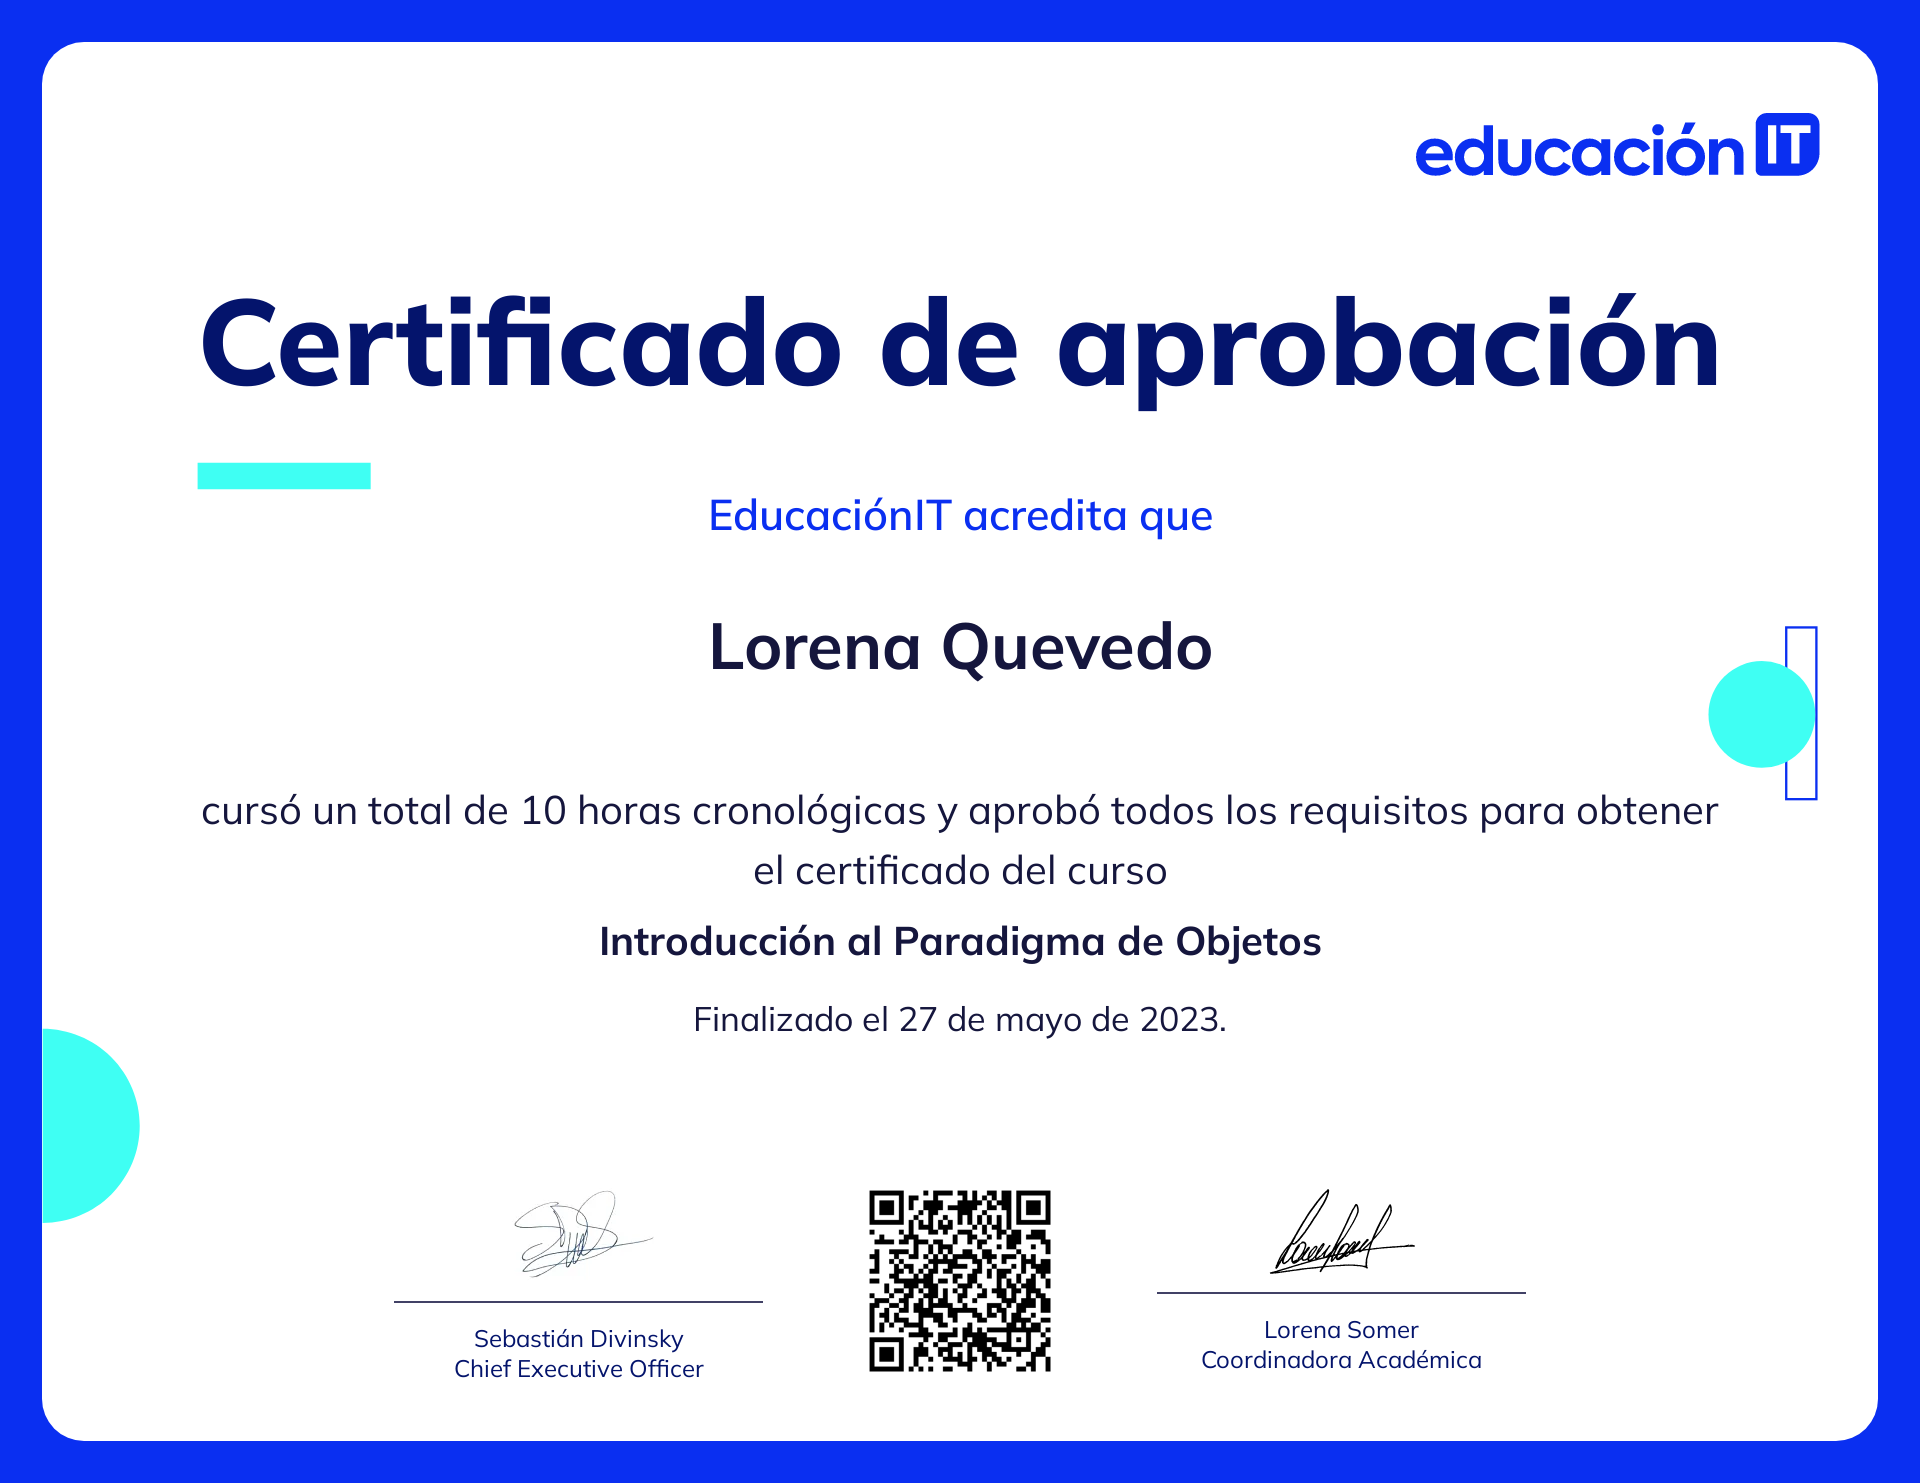 educación IT
Certificado de aprobación
EducaciónIT acredita que
Lorena Quevedo
cursó un total de 10 horas cronológicas y aprobó todos los requisitos para obtener
el certificado del curso
Introducción al Paradigma de Objetos
Finalizado el 27 de mayo de 2023.
Sebastián Divinsky
Chief Executive Officer
Lorena Somer
Coordinadora Académica